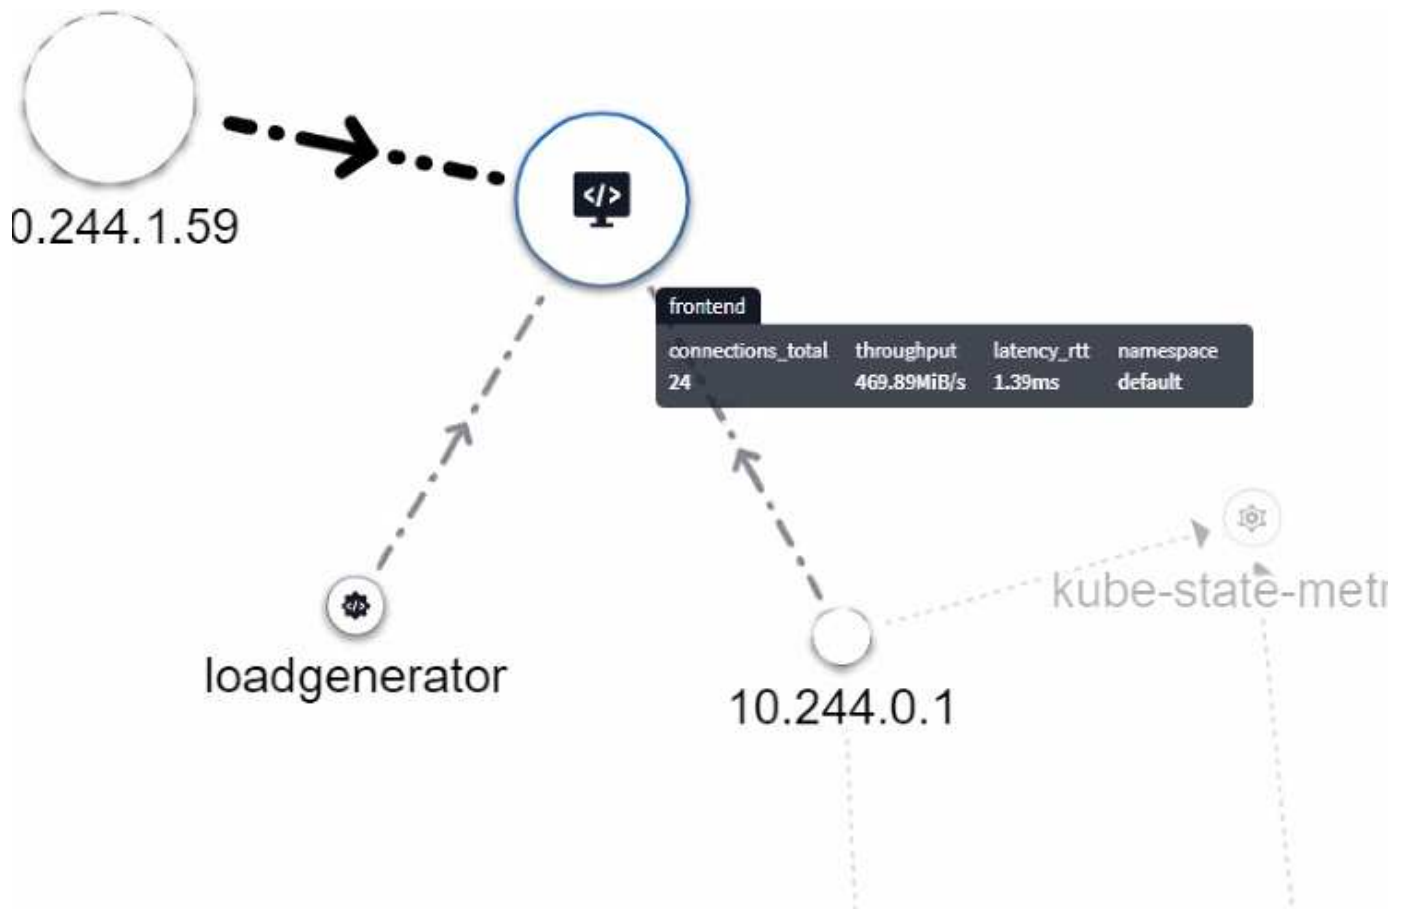 0.244.1.59
</>
frontend
connections_total throughput latency_rtt namespace
24 469.89MiB/s 1.39ms default
kube-state-metr
</>
loadgenerator
10.244.0.1